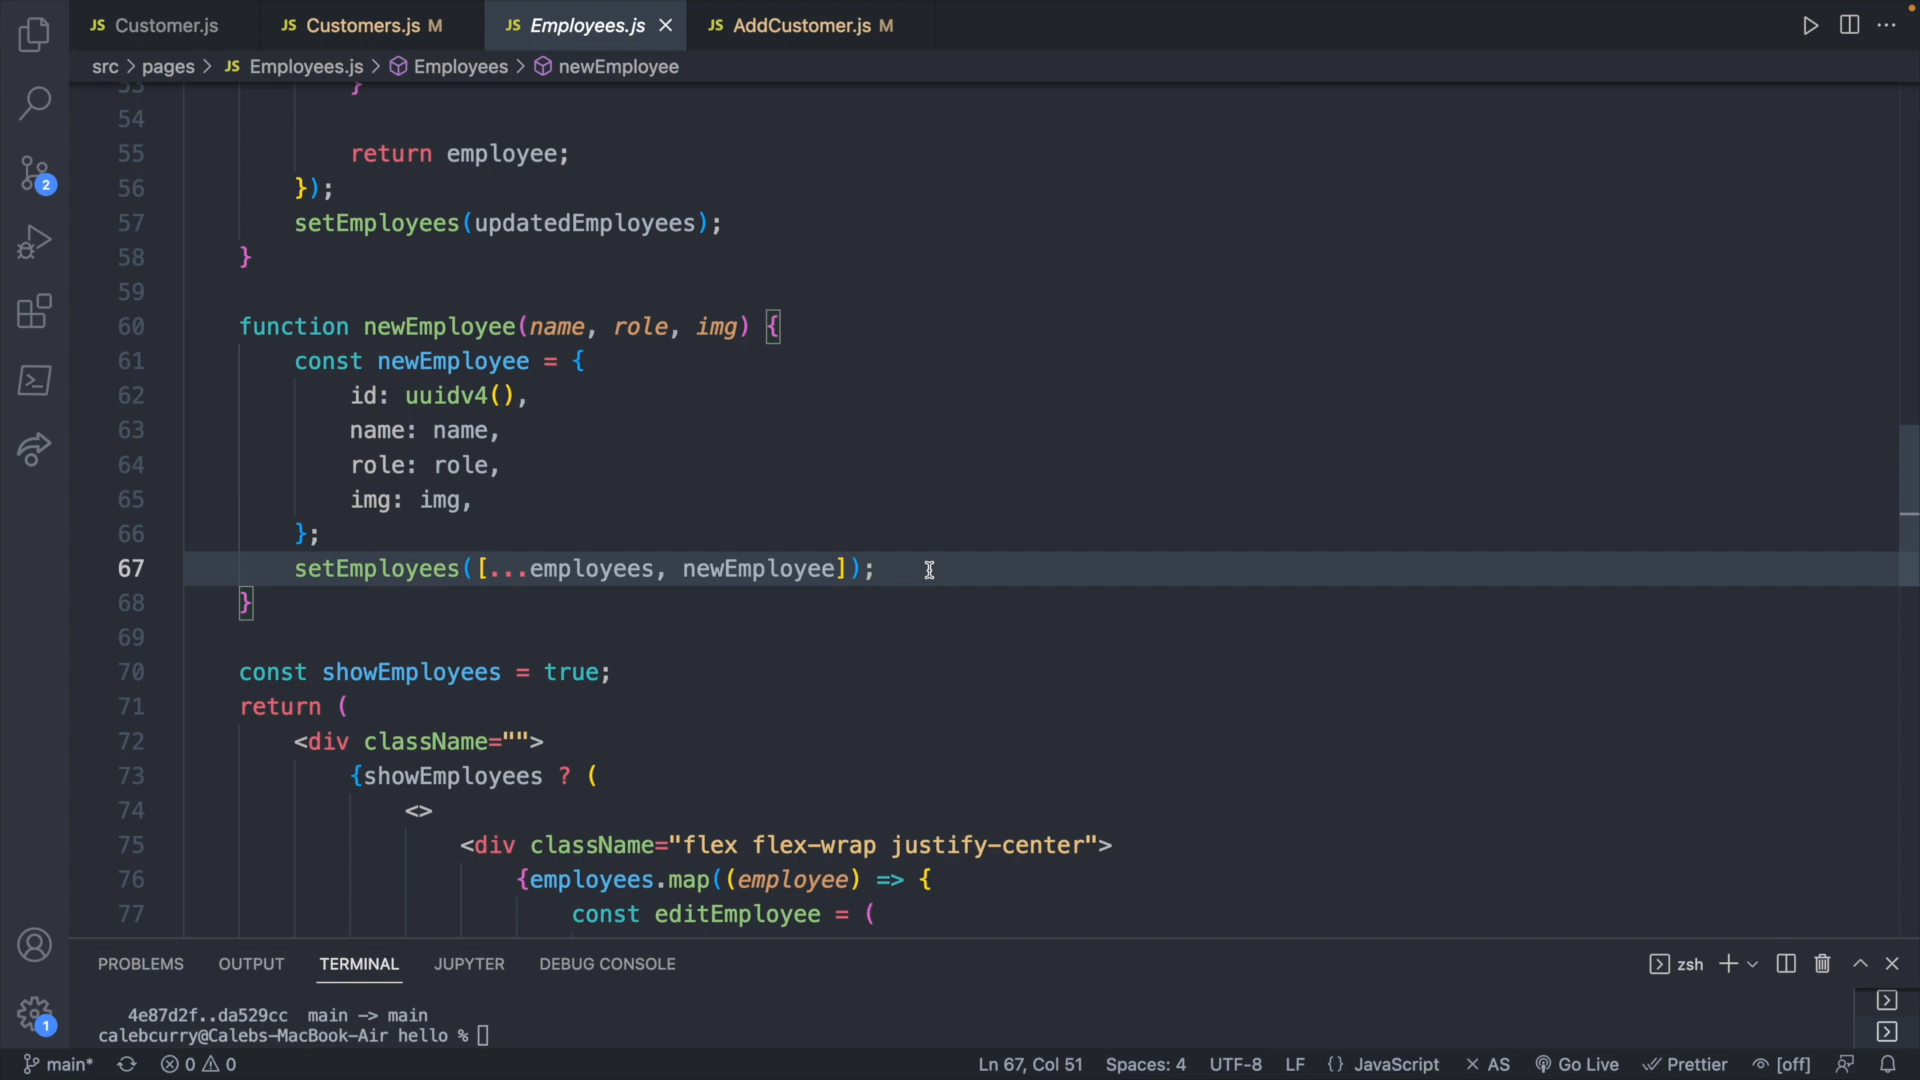 JS Customer.js JS Customers.js M JS Employees.js JS AddCustomer.js M
src > pages > JS Employees.js > Employees > newEmployee
53 }
54
55 return employee;
56 });
57 setEmployees(updatedEmployees);
58 }
59
60 function newEmployee(name, role, img) {
61 const newEmployee = {
62 id: uuidv4(),
63 name: name,
64 role: role,
65 img: img,
66 };
67 setEmployees([...employees, newEmployee]);
68 }
69
70 const showEmployees = true;
71 return (
72 <div className="">
73 {showEmployees ? (
74 <>
75 <div className="flex flex-wrap justify-center">
76 {employees.map((employee) => {
77 const editEmployee = (
2
1
PROBLEMS OUTPUT TERMINAL JUPYTER DEBUG CONSOLE zsh
4e87d2f..da529cc main -> main
calebcurry@Calebs-MacBook-Air hello %
main* 0 0 Ln 67, Col 51 Spaces: 4 UTF-8 LF {} JavaScript AS Go Live Prettier [off]